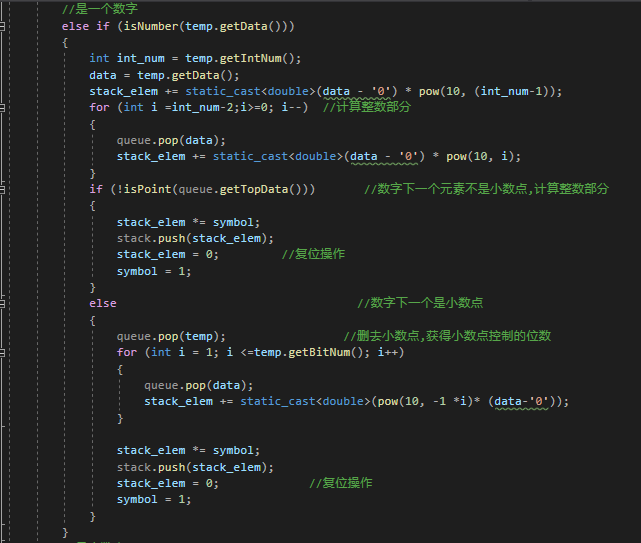 //是一个数字
else if (isNumber(temp.getData()))
{
int int_num = temp.getIntNum();
data = temp.getData();
stack_elem += static_cast<double>(data - '0') * pow(10, (int_num-1));
for (int i =int_num-2;i>=0; i--) //计算整数部分
{
queue.pop(data);
stack_elem += static_cast<double>(data - '0') * pow(10, i);
}
if (!isPoint(queue.getTopData())) //数字下一个元素不是小数点,计算整数部分
{
stack_elem *= symbol;
stack.push(stack_elem);
stack_elem = 0; //复位操作
symbol = 1;
}
else //数字下一个是小数点
{
queue.pop(temp); //删去小数点,获得小数点控制的位数
for (int i = 1; i <=temp.getBitNum(); i++)
{
queue.pop(data);
stack_elem += static_cast<double>(pow(10, -1 *i)* (data-'0'));
}
stack_elem *= symbol;
stack.push(stack_elem);
stack_elem = 0; //复位操作
symbol = 1;
}
}